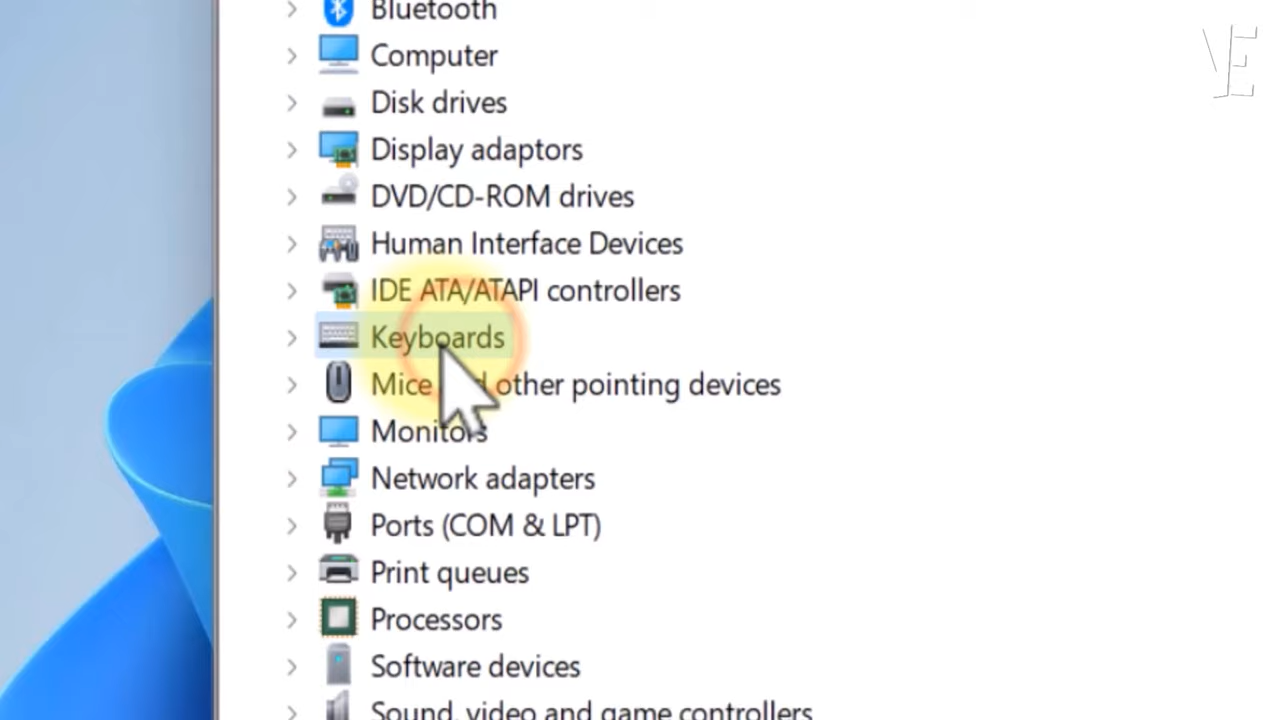 Bluetooth
Computer
Disk drives
Display adaptors
DVD/CD-ROM drives
Human Interface Devices
IDE ATA/ATAPI controllers
Keyboards
Mice other pointing devices
Monitors
Network adapters
Ports (COM & LPT)
Print queues
Processors
Software devices
Sound, video and game controllers